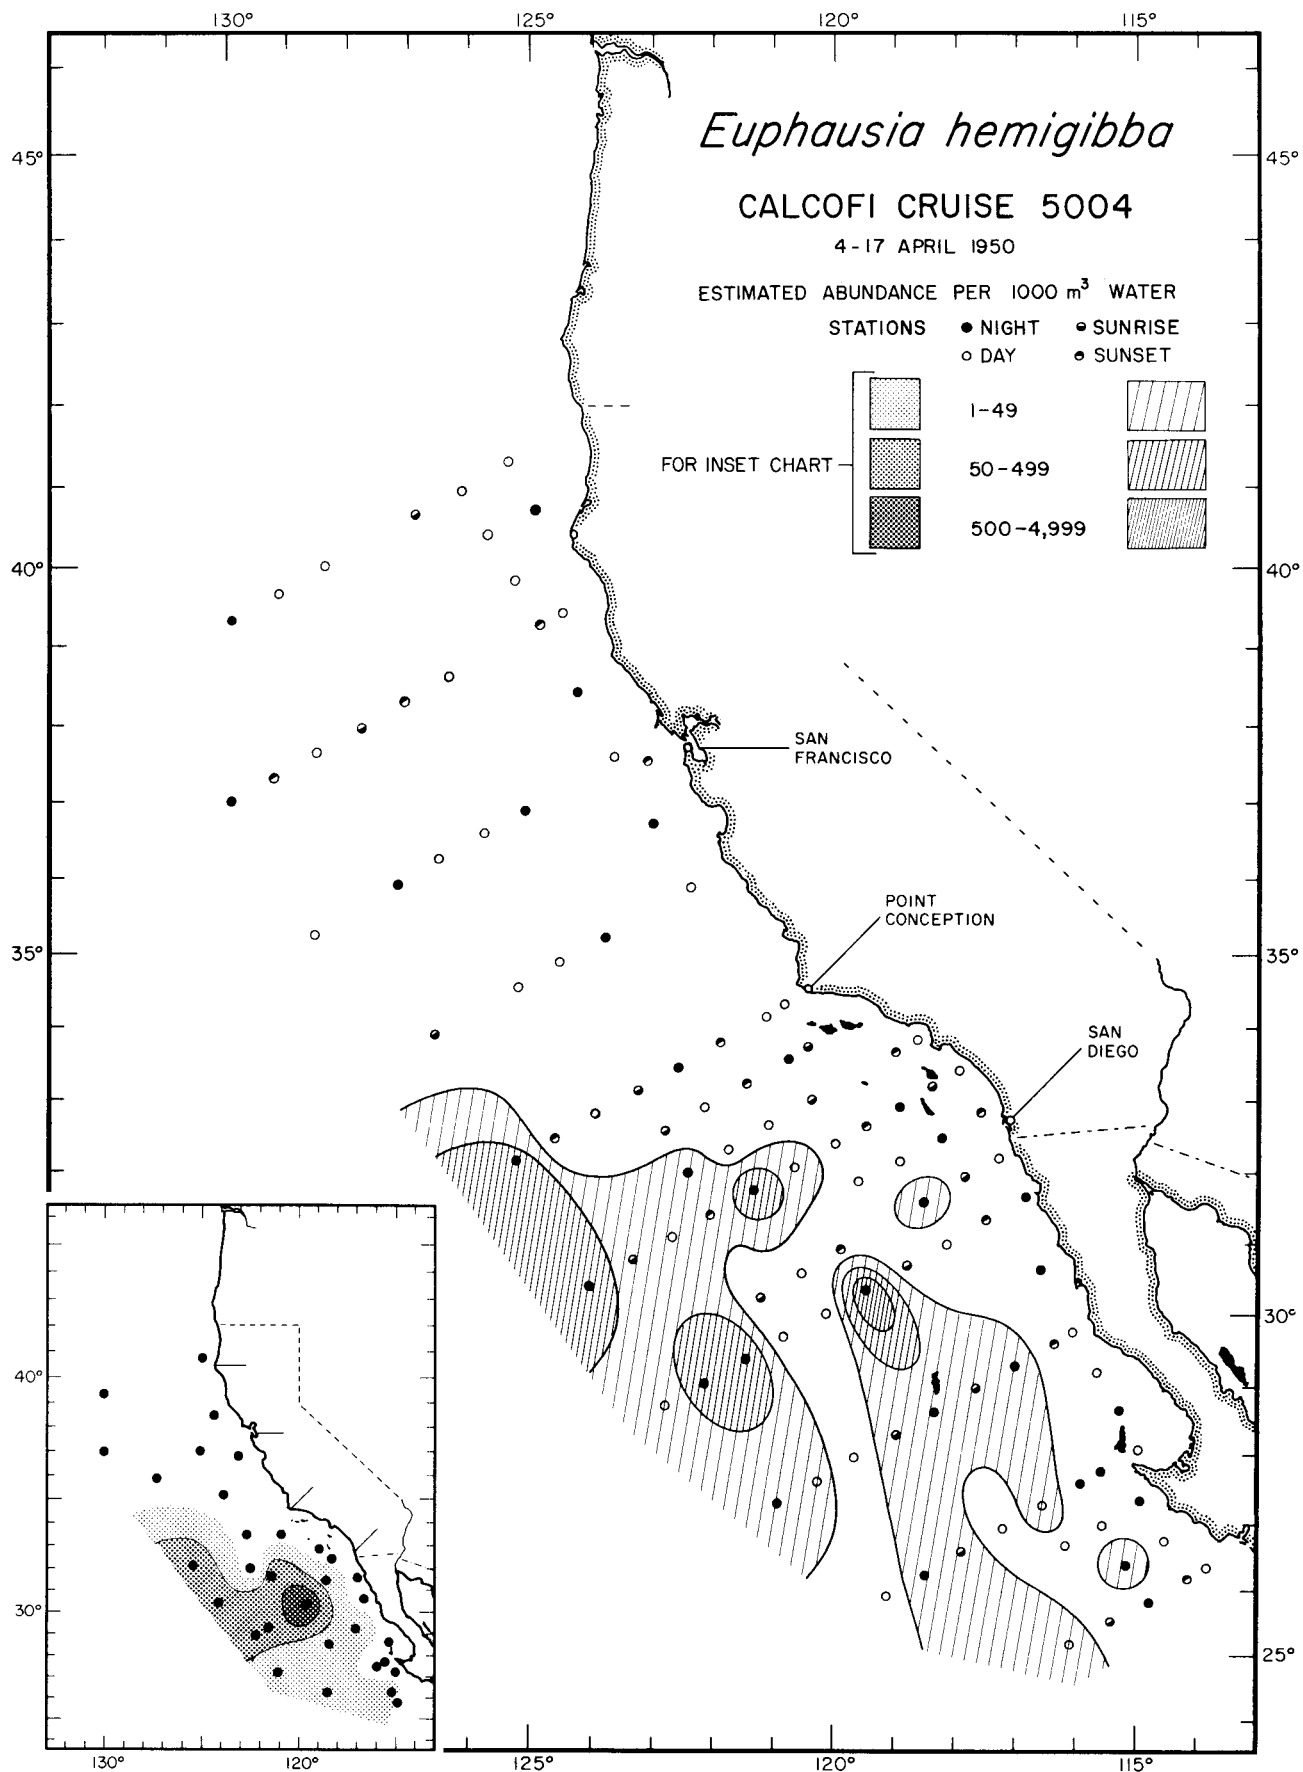 130° 125° 120° 115°
Euphausia hemigibba
45° 45°
CALCOFI CRUISE 5004
4-17 APRIL 1950
ESTIMATED ABUNDANCE PER 1000 m³ WATER
STATIONS ● NIGHT SUNRISE
○ DAY SUNSET
1-49
FOR INSET CHART 50-499
500-4,999
40° 40°
SAN
FRANCISCO
POINT
CONCEPTION
35° 35°
SAN
DIEGO
30°
40°
30°
25°
130° 120° 125° 120° 115°